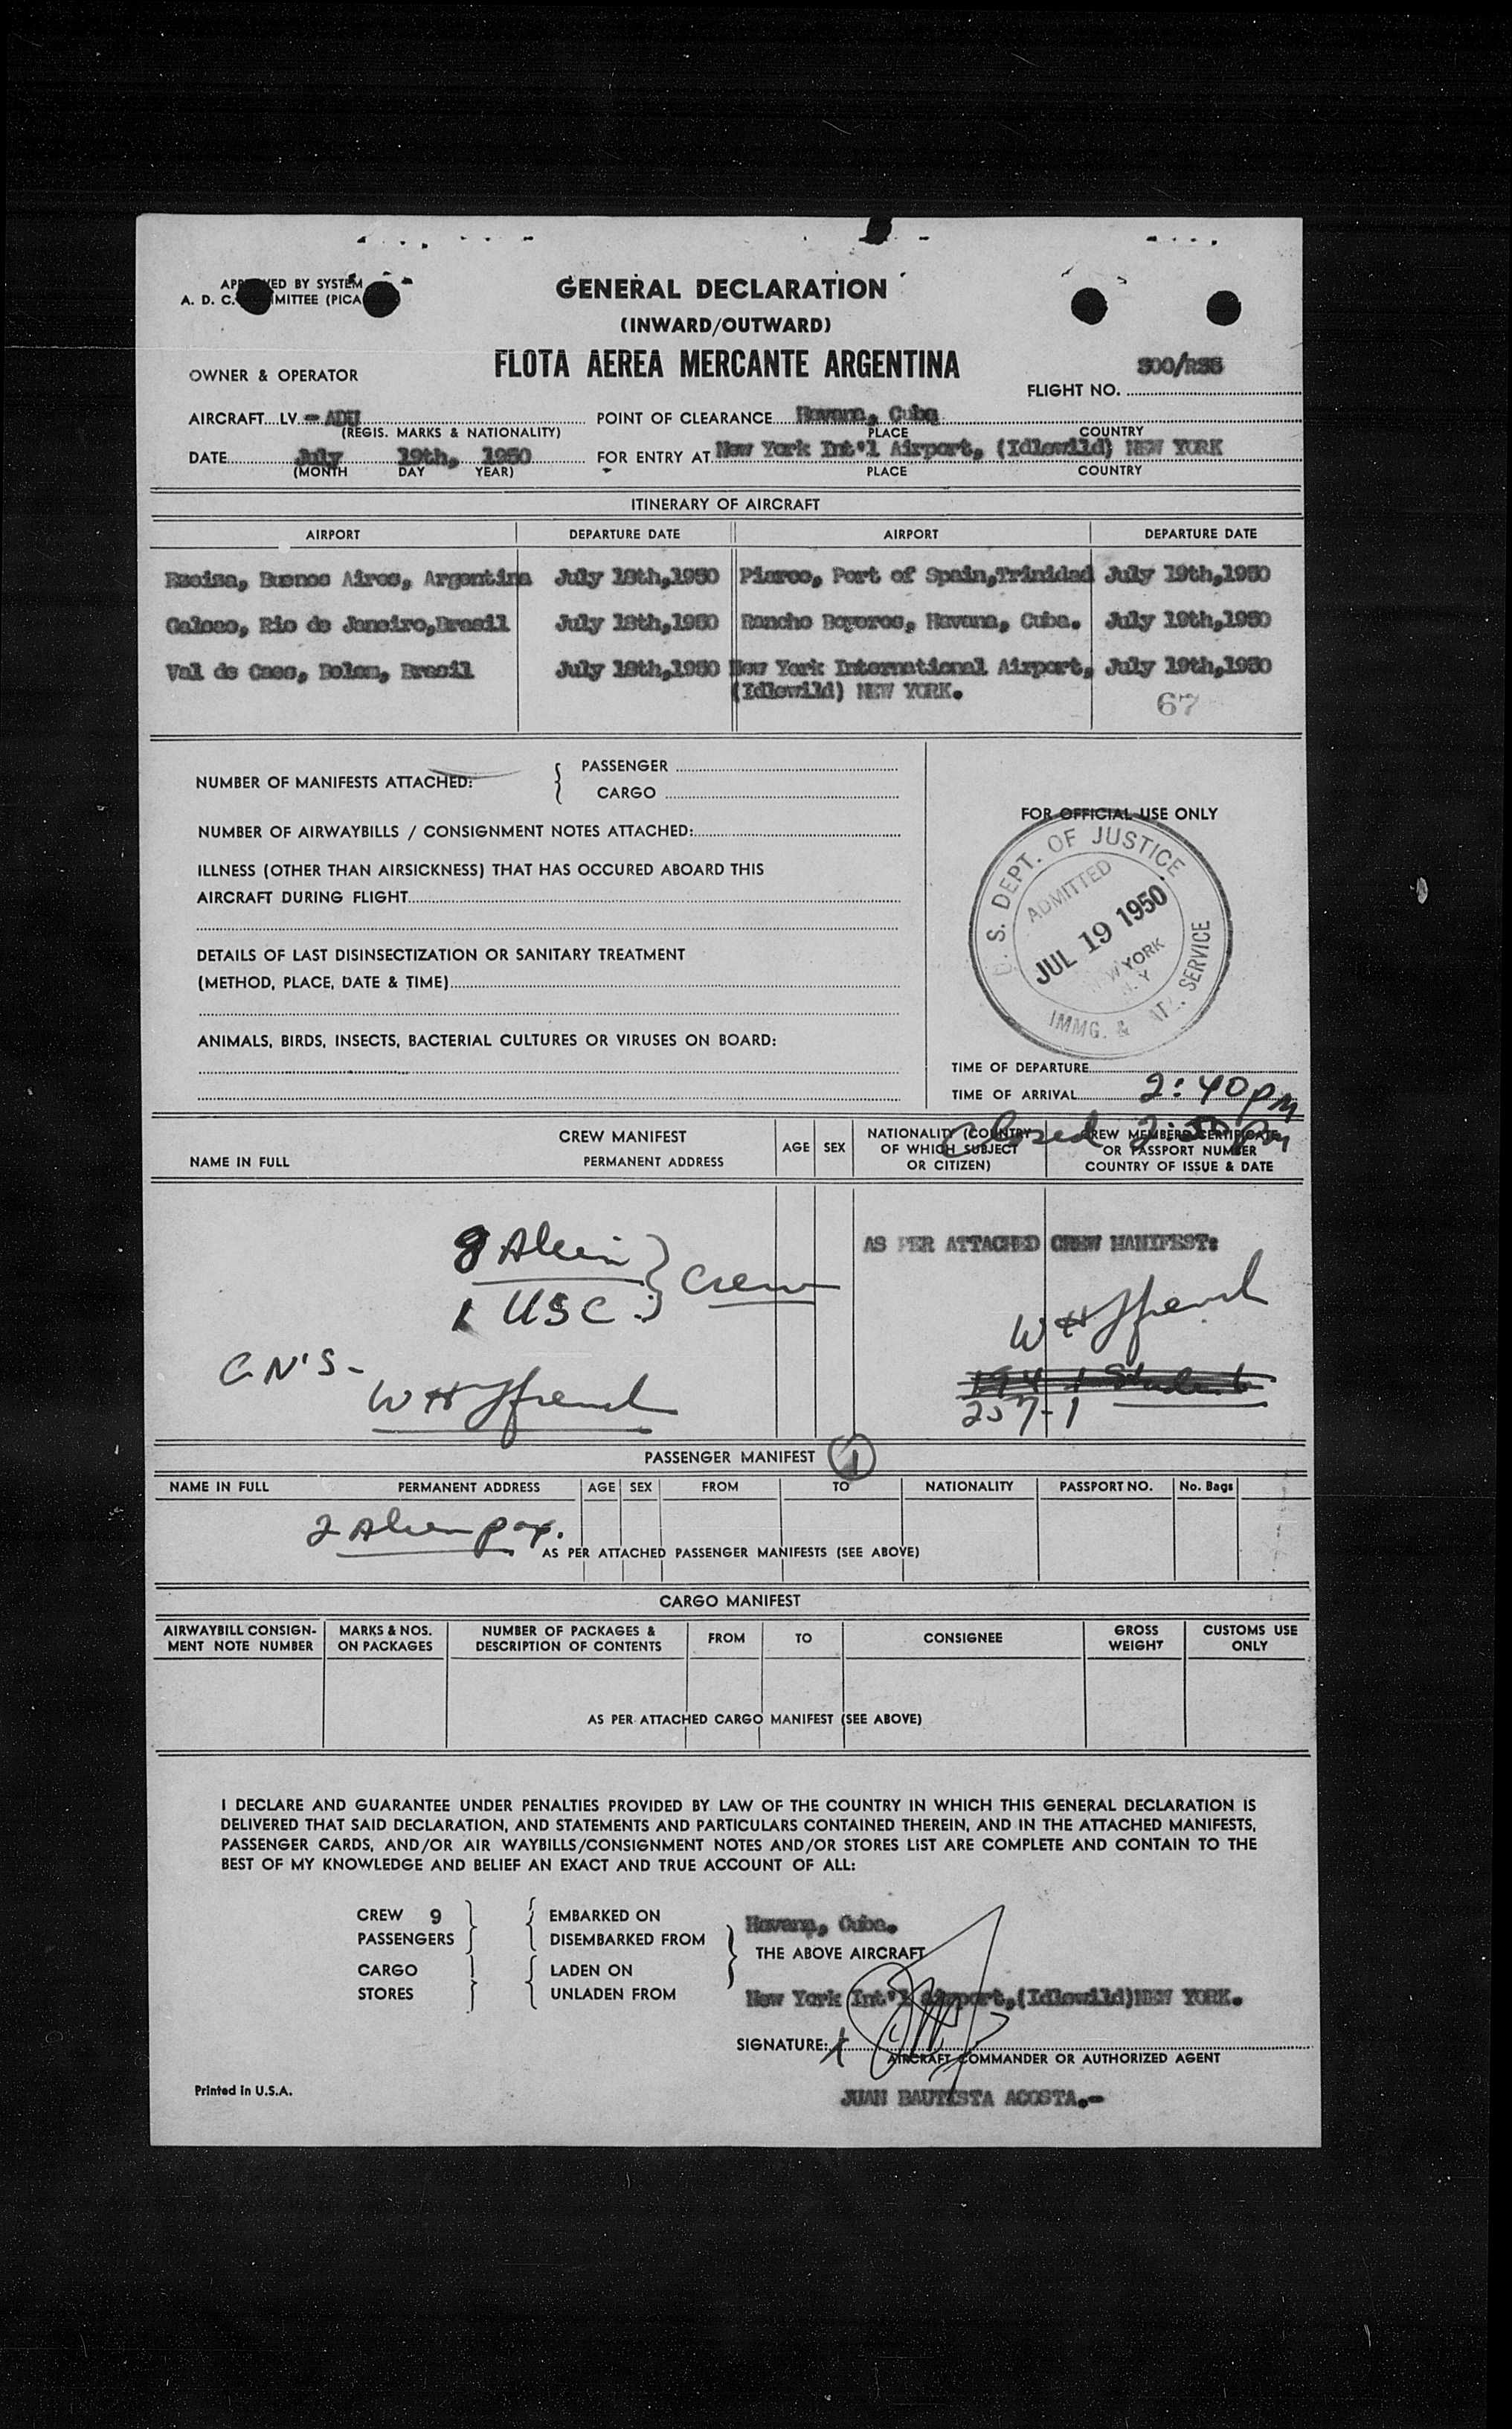 GENERAL DECLARATION
(INWARD/OUTWARD)
FLOTA AEREA MERCANTE ARGENTINA
BY SYSTEM
A. D. C. (PICA
OWNER & OPERATOR
FLIGHT NO.
AIRCRAFT LV - ADU
(REGIS. MARKS & NATIONALITY)
POINT OF CLEARANCE Havana, Cuba
PLACE COUNTRY
DATE July 19th, 1950
(MONTH DAY YEAR)
FOR ENTRY AT New York Int'l Airport, (Idlewild) NEW YORK
PLACE COUNTRY
ITINERARY OF AIRCRAFT
AIRPORT DEPARTURE DATE AIRPORT DEPARTURE DATE
Ezeiza, Buenos Aires, Argentina July 18th,1950 Piarco, Port of Spain,Trinidad July 19th,1950
Galeao, Rio de Janeiro,Brasil July 18th,1950 Rancho Boyeros, Havana, Cuba. July 19th,1950
Val de Caes, Belem, Brasil July 18th,1950 New York International Airport, July 19th,1950
(Idlewild) NEW YORK.
67
NUMBER OF MANIFESTS ATTACHED: { PASSENGER
CARGO
NUMBER OF AIRWAYBILLS / CONSIGNMENT NOTES ATTACHED:
ILLNESS (OTHER THAN AIRSICKNESS) THAT HAS OCCURED ABOARD THIS
AIRCRAFT DURING FLIGHT
DETAILS OF LAST DISINSECTIZATION OR SANITARY TREATMENT
(METHOD, PLACE, DATE & TIME)
ANIMALS, BIRDS, INSECTS, BACTERIAL CULTURES OR VIRUSES ON BOARD:
FOR OFFICIAL USE ONLY
U. S. DEPT. OF JUSTICE
ADMITTED
JUL 19 1950
NEW YORK
N. Y
IMMG. & NATZ. SERVICE
TIME OF DEPARTURE
TIME OF ARRIVAL 2:40 pm
Closed 2:50 pm
CREW MANIFEST
NAME IN FULL PERMANENT ADDRESS AGE SEX
NATIONALITY (COUNTRY
OF WHICH SUBJECT
OR CITIZEN)
CREW MEMBERS CERTIFICATE
OR PASSPORT NUMBER
COUNTRY OF ISSUE & DATE
8 Alien } Crew
1 USC
AS PER ATTACHED CREW MANIFEST:
257-1
PASSENGER MANIFEST 1
NAME IN FULL PERMANENT ADDRESS AGE SEX FROM TO NATIONALITY PASSPORT NO. No. Bags
2 Alien pax.
AS PER ATTACHED PASSENGER MANIFESTS (SEE ABOVE)
CARGO MANIFEST
AIRWAYBILL CONSIGN-
MENT NOTE NUMBER
MARKS & NOS.
ON PACKAGES
NUMBER OF PACKAGES &
DESCRIPTION OF CONTENTS
FROM TO CONSIGNEE
GROSS
WEIGHT
CUSTOMS USE
ONLY
AS PER ATTACHED CARGO MANIFEST (SEE ABOVE)
I DECLARE AND GUARANTEE UNDER PENALTIES PROVIDED BY LAW OF THE COUNTRY IN WHICH THIS GENERAL DECLARATION IS
DELIVERED THAT SAID DECLARATION, AND STATEMENTS AND PARTICULARS CONTAINED THEREIN, AND IN THE ATTACHED MANIFESTS,
PASSENGER CARDS, AND/OR AIR WAYBILLS/CONSIGNMENT NOTES AND/OR STORES LIST ARE COMPLETE AND CONTAIN TO THE
BEST OF MY KNOWLEDGE AND BELIEF AN EXACT AND TRUE ACCOUNT OF ALL:
CREW 9
PASSENGERS
CARGO
STORES
EMBARKED ON
DISEMBARKED FROM
LADEN ON
UNLADEN FROM
Havana, Cuba.
THE ABOVE AIRCRAFT
New York Int'l Airport,(Idlewild)NEW YORK.
SIGNATURE:
AIRCRAFT COMMANDER OR AUTHORIZED AGENT
JUAN BAUTISTA ACOSTA.-
Printed in U.S.A.